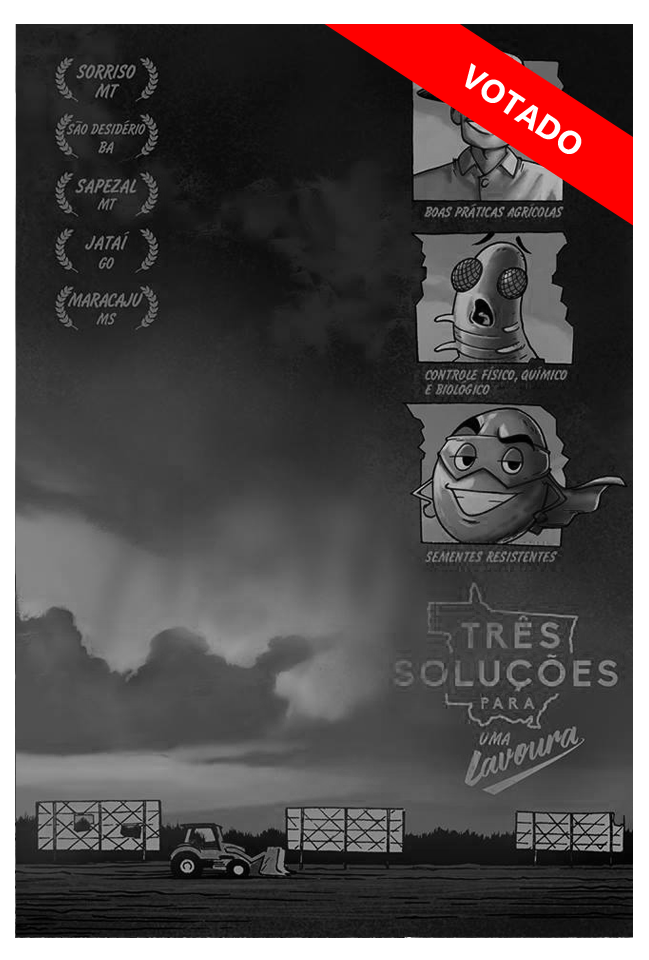 SORRISO
MT
SÃO DESIDÉRIO
BA
SAPEZAL
MT
JATAÍ
GO
MARACAJU
MS
VOTADO
BOAS PRÁTICAS AGRÍCOLAS
CONTROLE FÍSICO, QUÍMICO
E BIOLÓGICO
SEMENTES RESISTENTES
TRÊS
SOLUÇÕES
PARA
UMA
Lavoura